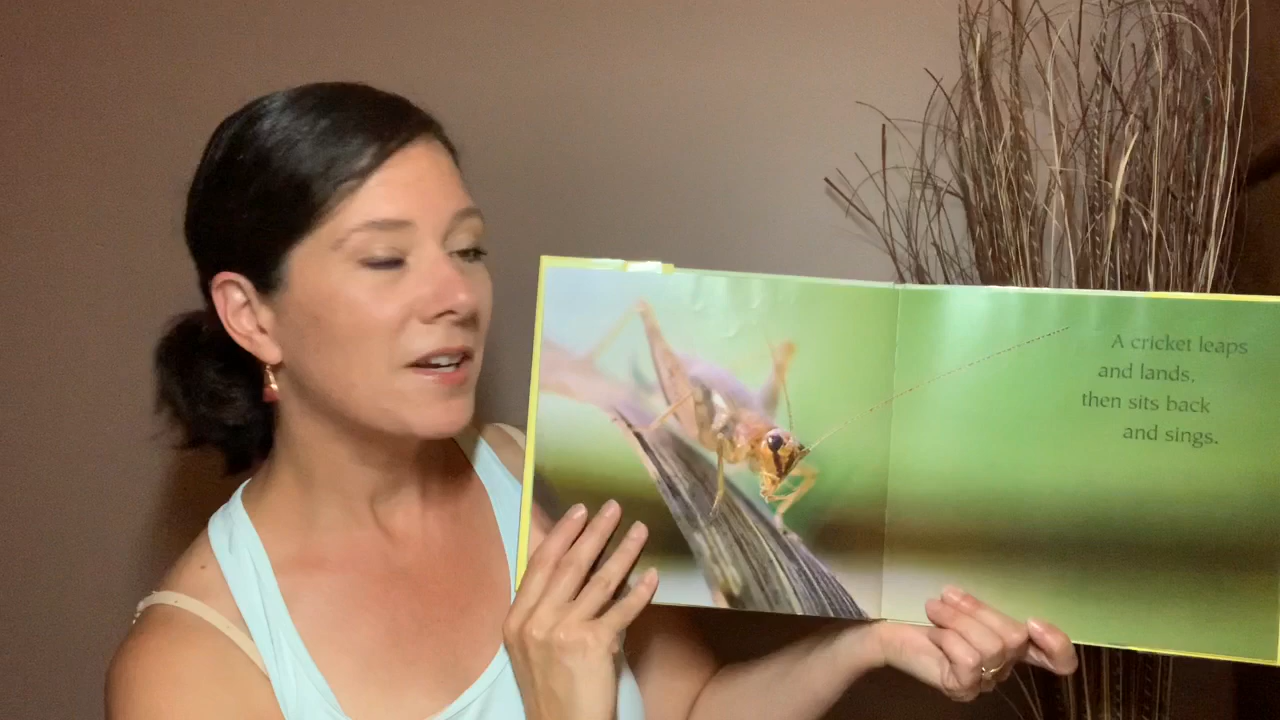 A cricket leaps
and lands,
then sits back
and sings.